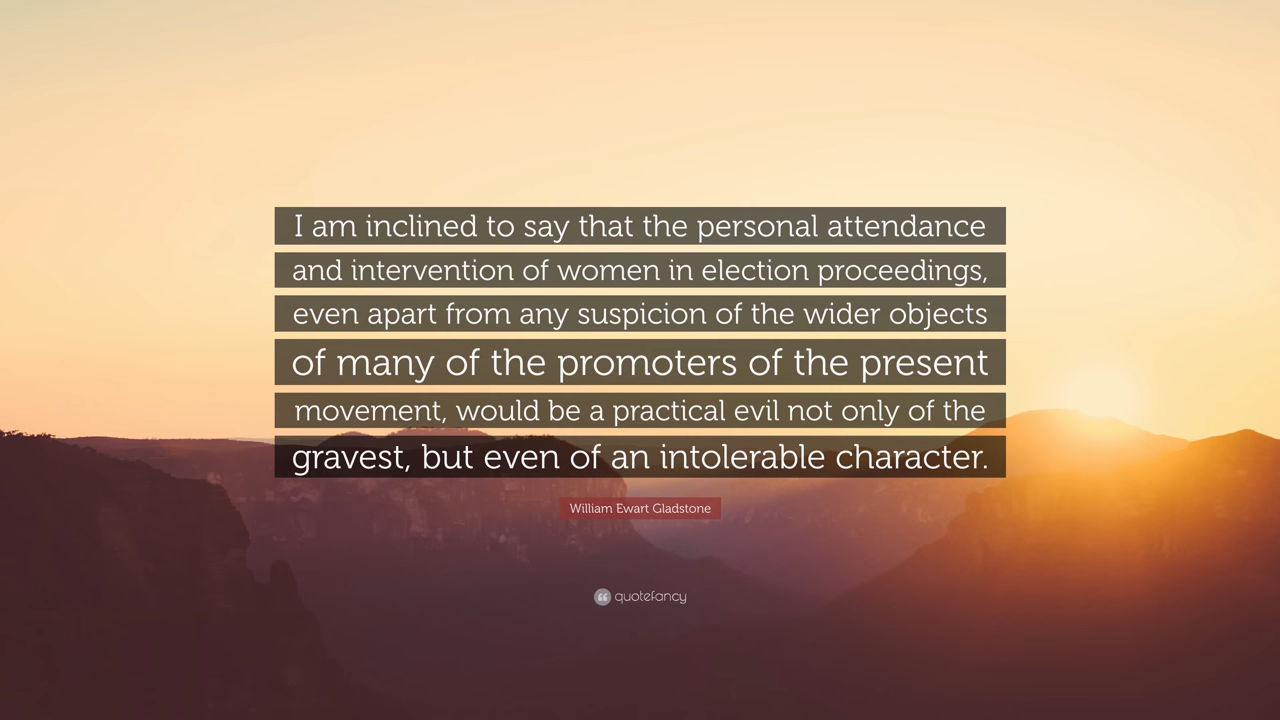 I am inclined to say that the personal attendance
and intervention of women in election proceedings,
even apart from any suspicion of the wider objects
of many of the promoters of the present
movement, would be a practical evil not only of the
gravest, but even of an intolerable character.
William Ewart Gladstone
quotefancy